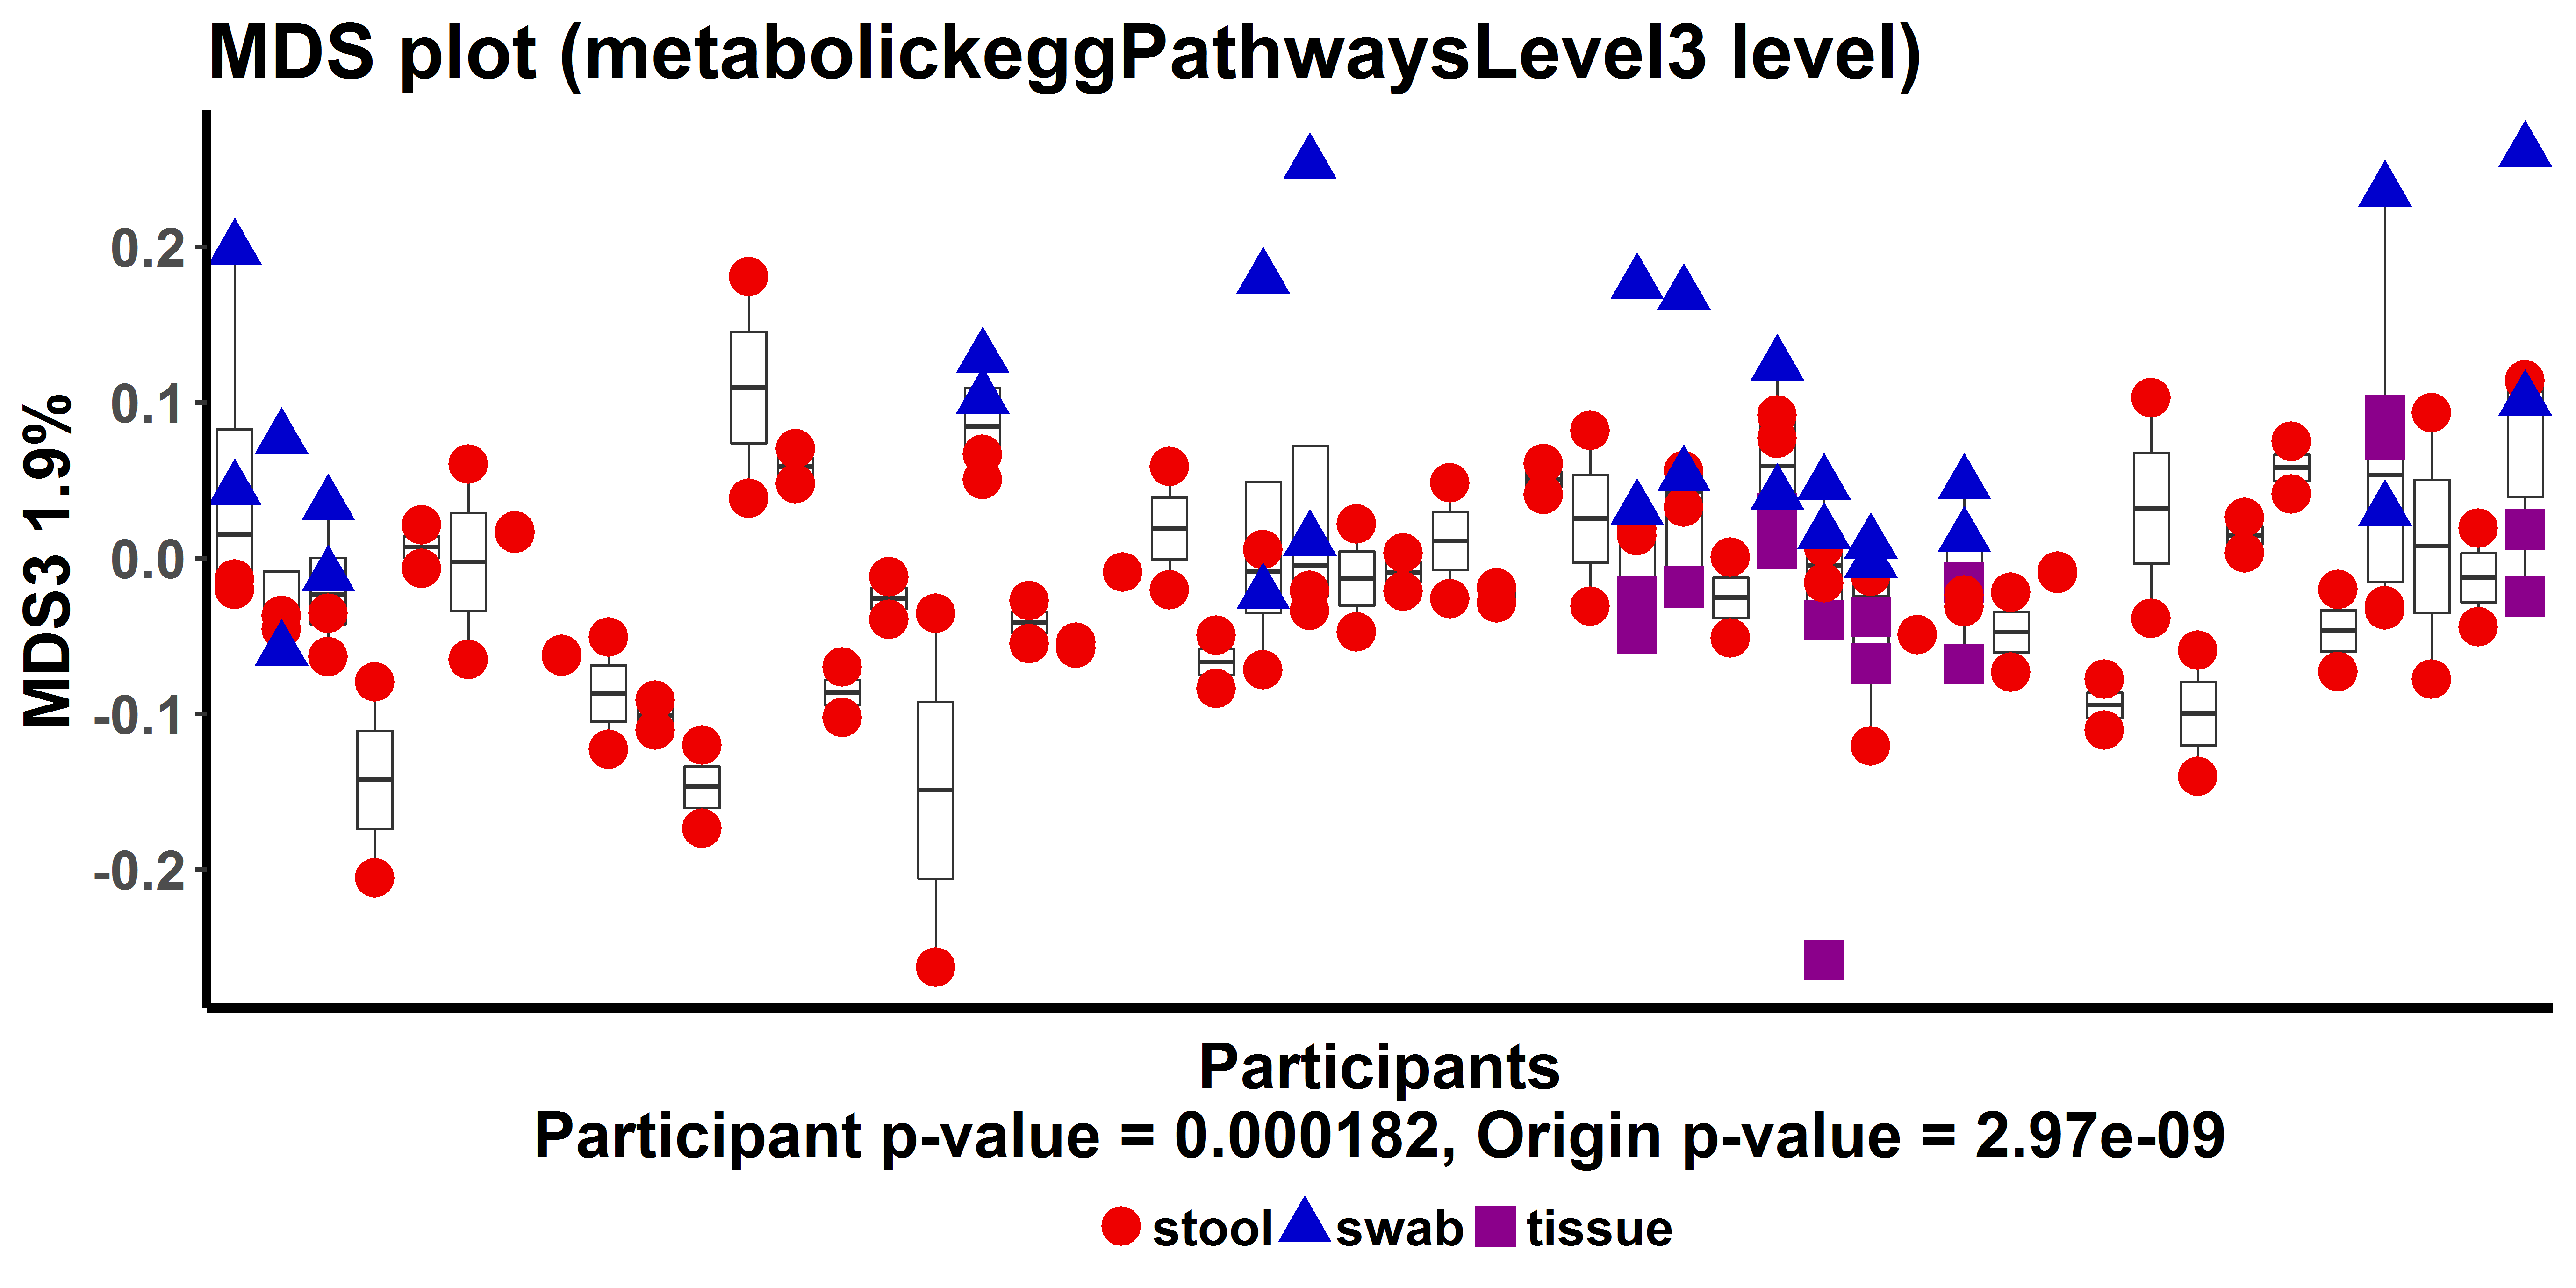 MDS plot (metabolickeggPathwaysLevel3 level)
MDS3 1.9%
0.2
0.1
0.0
-0.1
-0.2
Participants
Participant p-value = 0.000182, Origin p-value = 2.97e-09
stool swab tissue